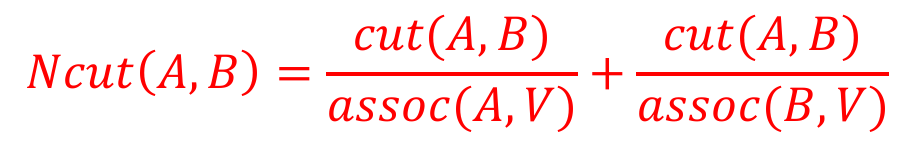 Ncut(A, B) = cut(A, B) / assoc(A, V) + cut(A, B) / assoc(B, V)